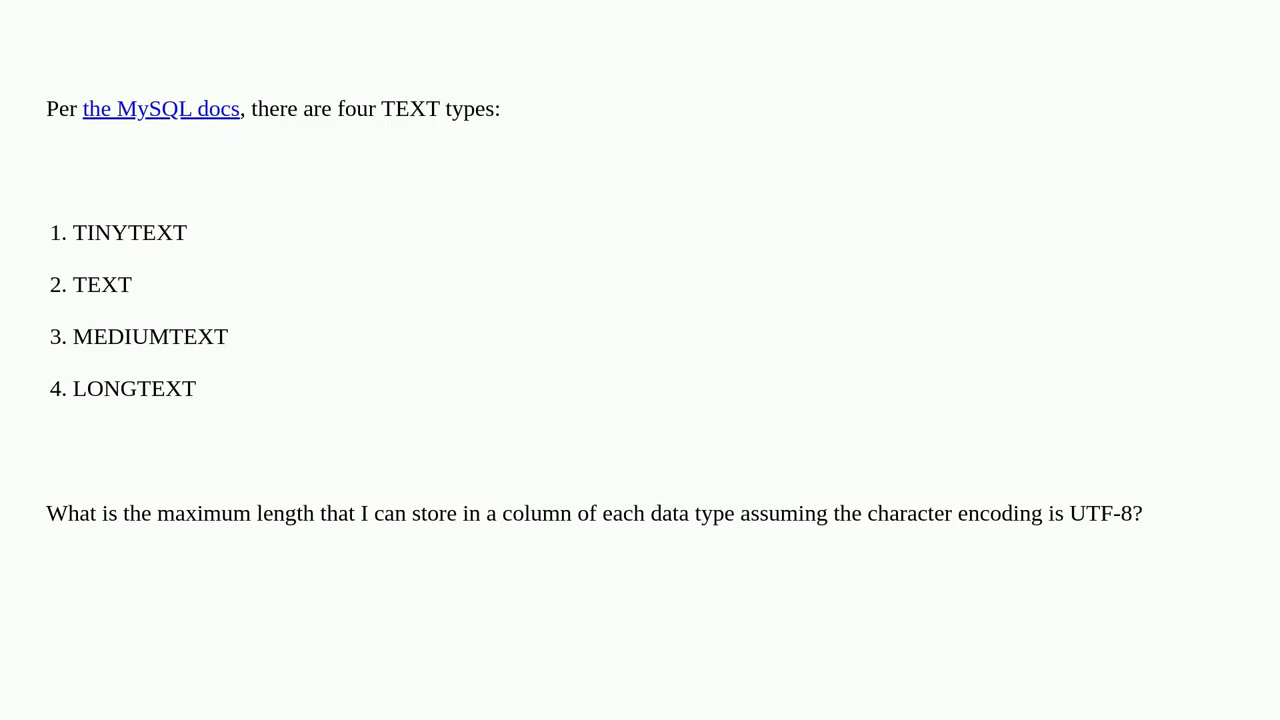 Per the MySQL docs, there are four TEXT types:
1. TINYTEXT
2. TEXT
3. MEDIUMTEXT
4. LONGTEXT
What is the maximum length that I can store in a column of each data type assuming the character encoding is UTF-8?